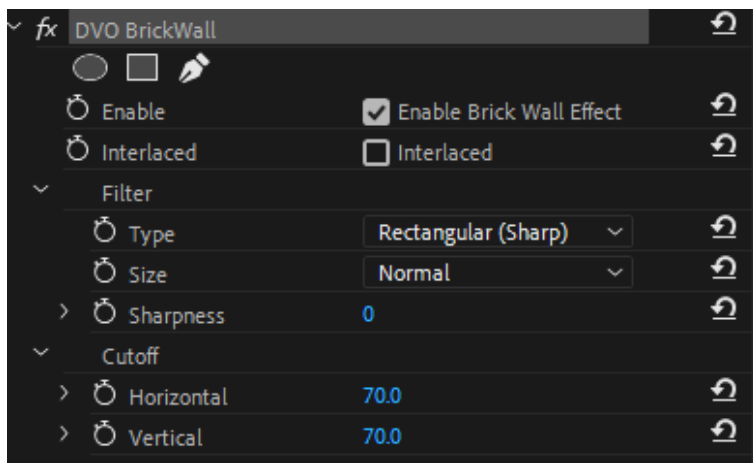 fx DVO BrickWall
Enable Enable Brick Wall Effect
Interlaced Interlaced
Filter
Type Rectangular (Sharp)
Size Normal
Sharpness 0
Cutoff
Horizontal 70.0
Vertical 70.0